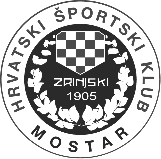 HRVATSKI ŠPORTSKI KLUB
ZRINJSKI
1905
MOSTAR